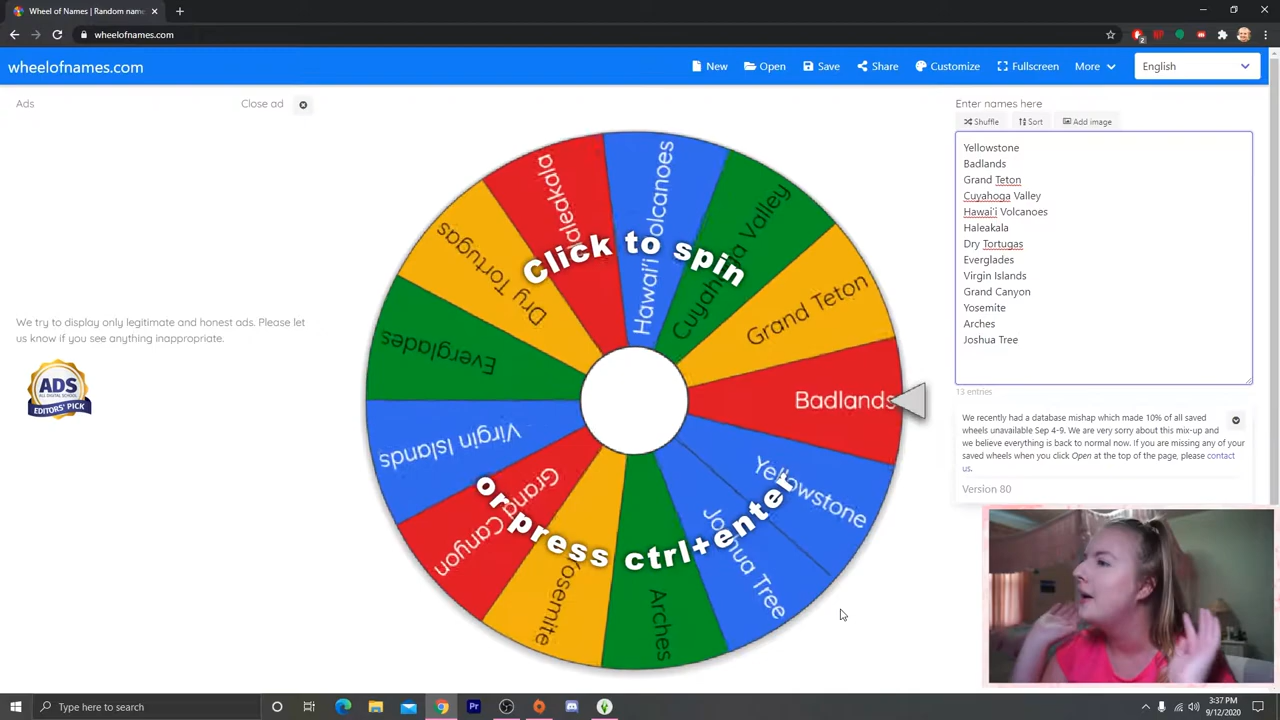 Wheel of Names | Random name
wheelofnames.com
wheelofnames.com
New
Open
Save
Share
Customize
Fullscreen
More
English
Ads
Close ad
We try to display only legitimate and honest ads. Please let
us know if you see anything inappropriate.
ADS
ALL DIGITAL SCHOOL
EDITORS' PICK
Click to spin
or press ctrl+enter
Haleakala
Hawai'i Volcanoes
Cuyahoga Valley
Grand Teton
Badlands
Yellowstone
Joshua Tree
Arches
Yosemite
Grand Canyon
Virgin Islands
Everglades
Dry Tortugas
Enter names here
Shuffle
Sort
Add image
Yellowstone
Badlands
Grand Teton
Cuyahoga Valley
Hawai'i Volcanoes
Haleakala
Dry Tortugas
Everglades
Virgin Islands
Grand Canyon
Yosemite
Arches
Joshua Tree
13 entries
We recently had a database mishap which made 10% of all saved
wheels unavailable Sep 4-9. We are very sorry about this mix-up and
we believe everything is back to normal now. If you are missing any of your
saved wheels when you click Open at the top of the page, please contact
us.
Version 80
Type here to search
Pr
3:37 PM
9/12/2020